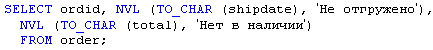 SELECT ordid, NVL (TO_CHAR (shipdate), 'Не отгружено'),
NVL (TO_CHAR (total), 'Нет в наличии')
FROM order;